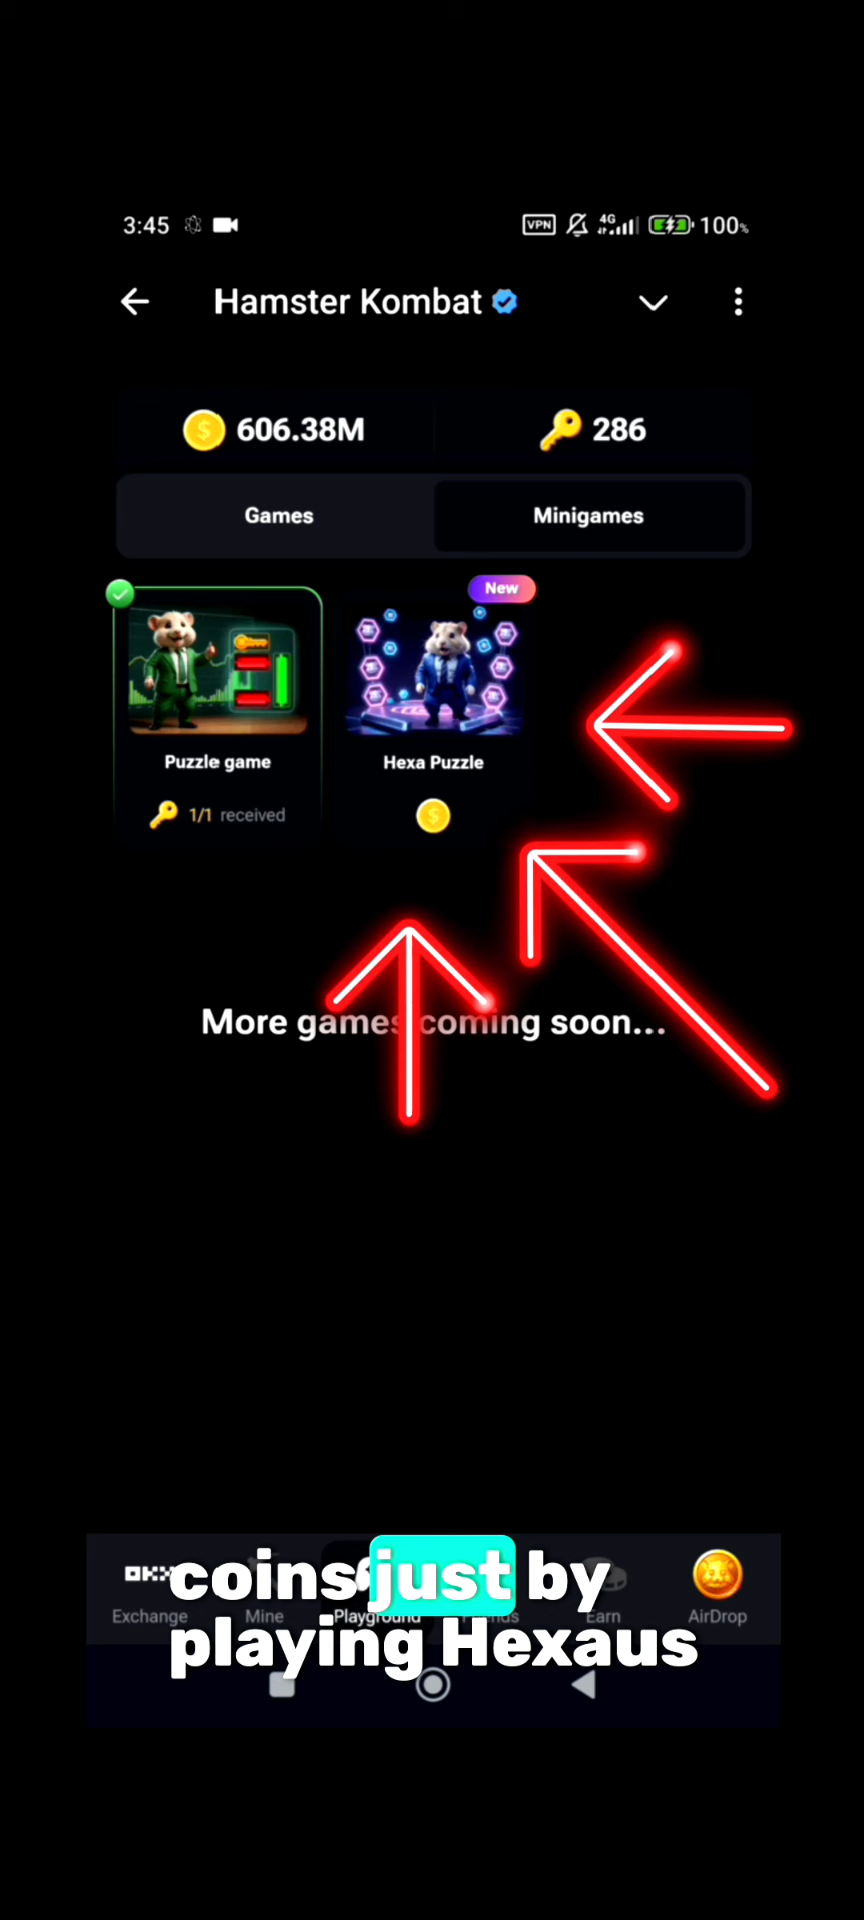 3:45 VPN 4G 100%
Hamster Kombat
606.38M 286
Games Minigames
New
Puzzle game Hexa Puzzle
1/1 received
More games coming soon...
coins just by
Exchange Mine Playground Earn AirDrop
playing Hexaus